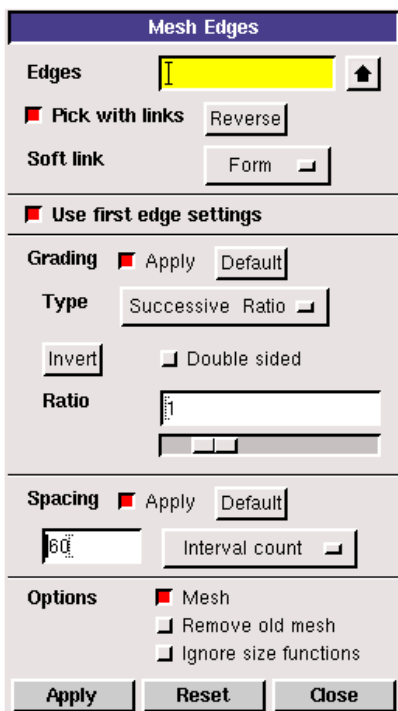 Mesh Edges
Edges
Pick with links Reverse
Soft link Form
Use first edge settings
Grading Apply Default
Type Successive Ratio
Invert Double sided
Ratio 1
Spacing Apply Default
60 Interval count
Options Mesh
Remove old mesh
Ignore size functions
Apply Reset Close